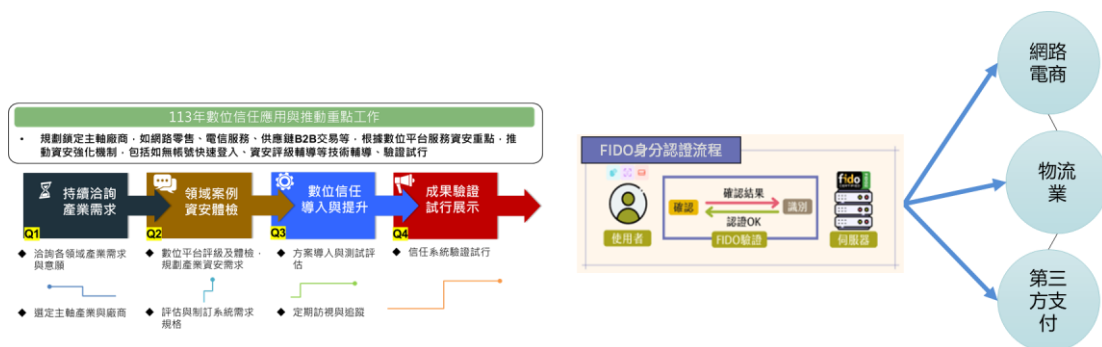 113年數位信任應用與推動重點工作
• 規劃鎖定主軸廠商，如網路零售、電信服務、供應鏈B2B交易等，根據數位平台服務資安重點，推
動資安強化機制，包括如無帳號快速登入、資安評級輔導等技術輔導、驗證試行
持續洽詢
產業需求
Q1
領域案例
資安體檢
Q2
數位信任
導入與提升
Q3
成果驗證
試行展示
Q4
◆ 洽詢各領域產業需求
與意願
◆ 選定主軸產業與廠商
◆ 數位平台評級及體檢，
規劃產業資安需求
◆ 評估與制訂系統需求
規格
◆ 方案導入與測試評
估
◆ 定期訪視與追蹤
◆ 信任系統驗證試行
FIDO身分認證流程
使用者
確認
確認結果
認證OK
識別
FIDO驗證
fido
伺服器
網路
電商
物流
業
第三
方支
付